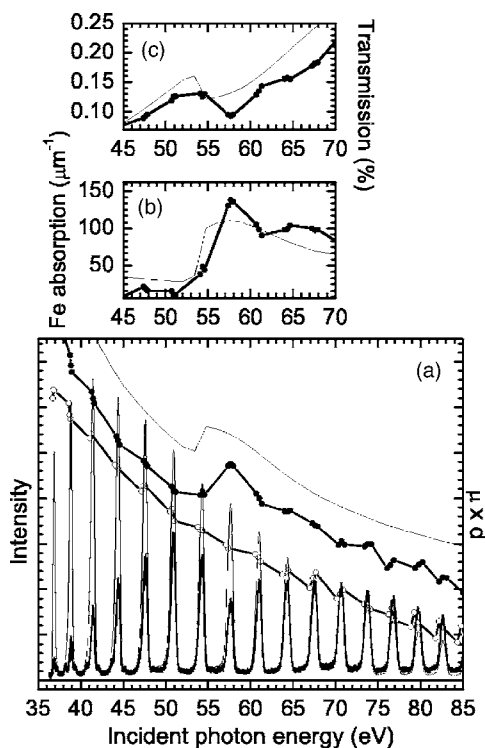 0.25
0.20
0.15
0.10
(c)
45 50 55 60 65 70
Transmission (%)
Fe absorption (μm⁻¹)
150
100
50
(b)
45 50 55 60 65 70
(a)
Intensity
μ x d
35 40 45 50 55 60 65 70 75 80 85
Incident photon energy (eV)